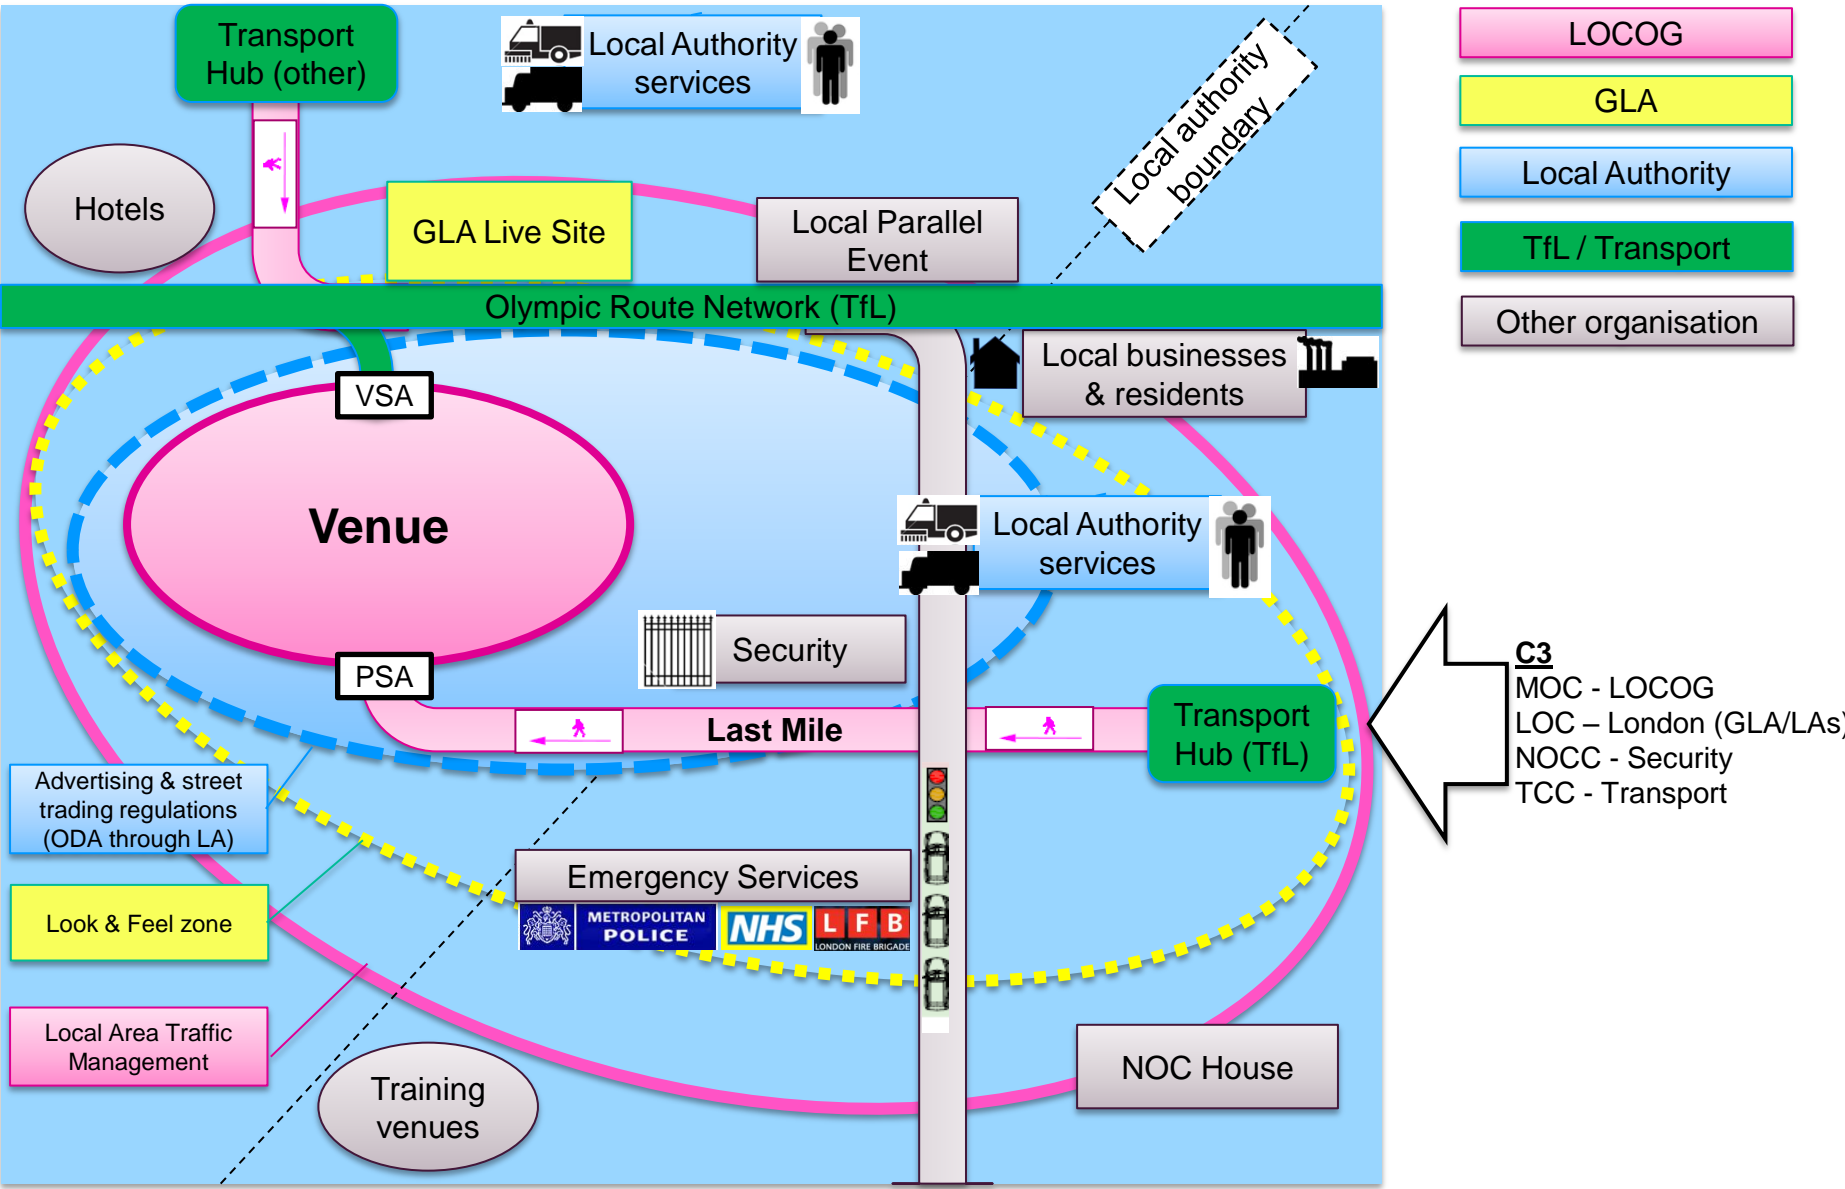 Transport
Hub (other)
Local Authority
services
Local authority
boundary
LOCOG
GLA
Local Authority
TfL / Transport
Other organisation
Hotels
GLA Live Site
Local Parallel
Event
Olympic Route Network (TfL)
Local businesses
& residents
VSA
Venue
Local Authority
services
Security
PSA
Last Mile
Transport
Hub (TfL)
C3
MOC - LOCOG
LOC – London (GLA/LAs)
NOCC - Security
TCC - Transport
Advertising & street
trading regulations
(ODA through LA)
Emergency Services
METROPOLITAN
POLICE
NHS
LFB
LONDON FIRE BRIGADE
Look & Feel zone
Local Area Traffic
Management
Training
venues
NOC House